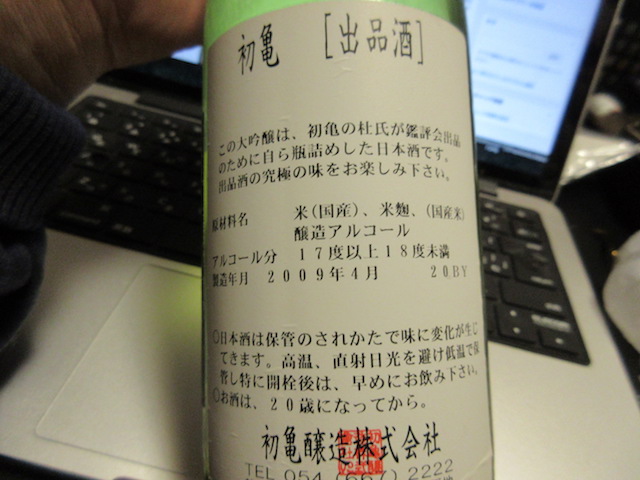 初亀　［出品酒］
この大吟醸は、初亀の杜氏が鑑評会出品
のために自ら瓶詰めした日本酒です。
出品酒の究極の味をお楽しみ下さい。
原材料名　米（国産）、米麹、（国産米）
醸造アルコール
アルコール分　１７度以上１８度未満
製造年月　２００９年４月　２０ＢＹ
○日本酒は保管のされかたで味に変化が生じ
てきます。高温、直射日光を避け低温で保
管し特に開栓後は、早めにお飲み下さい。
○お酒は、２０歳になってから。
初亀醸造株式会社
TEL 054 (667) 2222